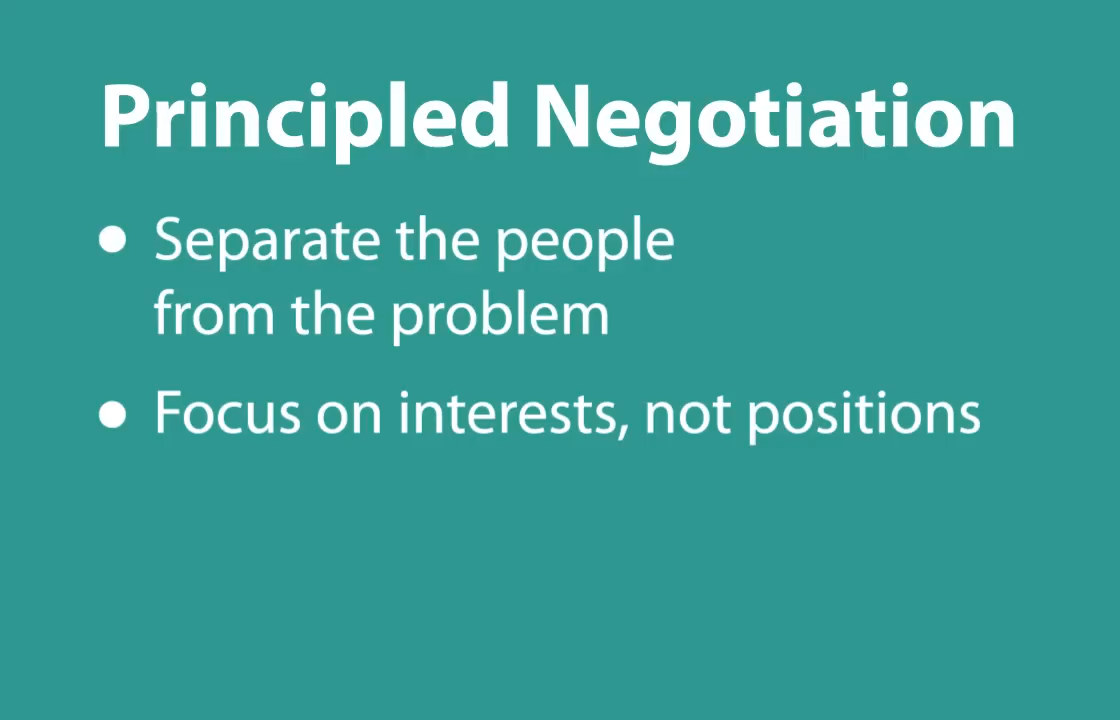 Principled Negotiation
• Separate the people
from the problem
• Focus on interests, not positions